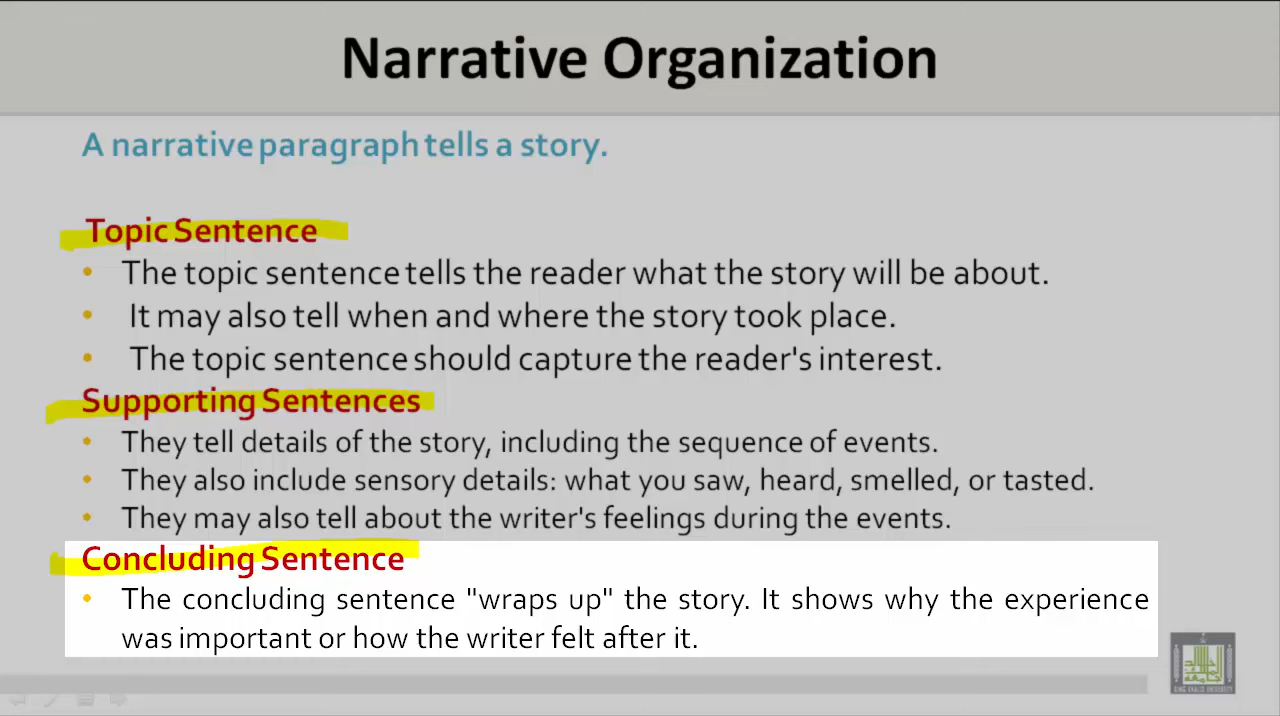 Narrative Organization
A narrative paragraph tells a story.
Topic Sentence
• The topic sentence tells the reader what the story will be about.
• It may also tell when and where the story took place.
• The topic sentence should capture the reader's interest.
Supporting Sentences
• They tell details of the story, including the sequence of events.
• They also include sensory details: what you saw, heard, smelled, or tasted.
• They may also tell about the writer's feelings during the events.
Concluding Sentence
• The concluding sentence "wraps up" the story. It shows why the experience
was important or how the writer felt after it.
KING KHALID UNIVERSITY